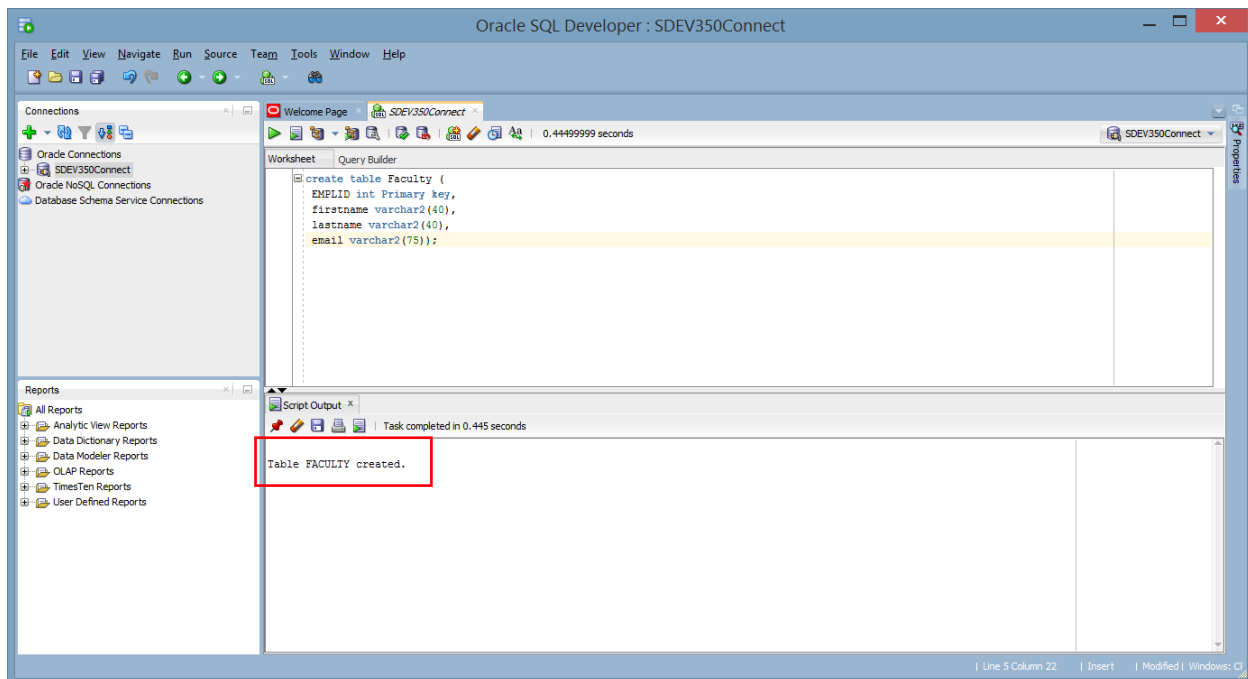 Oracle SQL Developer : SDEV350Connect
File Edit View Navigate Run Source Team Tools Window Help
Connections
Oracle Connections
SDEV350Connect
Oracle NoSQL Connections
Database Schema Service Connections
Welcome Page
SDEV350Connect
0.44499999 seconds
SDEV350Connect
Worksheet Query Builder
create table Faculty (
EMPLID int Primary key,
firstname varchar2(40),
lastname varchar2(40),
email varchar2(75));
Properties
Reports
All Reports
Analytic View Reports
Data Dictionary Reports
Data Modeler Reports
OLAP Reports
TimesTen Reports
User Defined Reports
Script Output
Task completed in 0.445 seconds
Table FACULTY created.
Line 5 Column 22 | Insert | Modified | Windows: